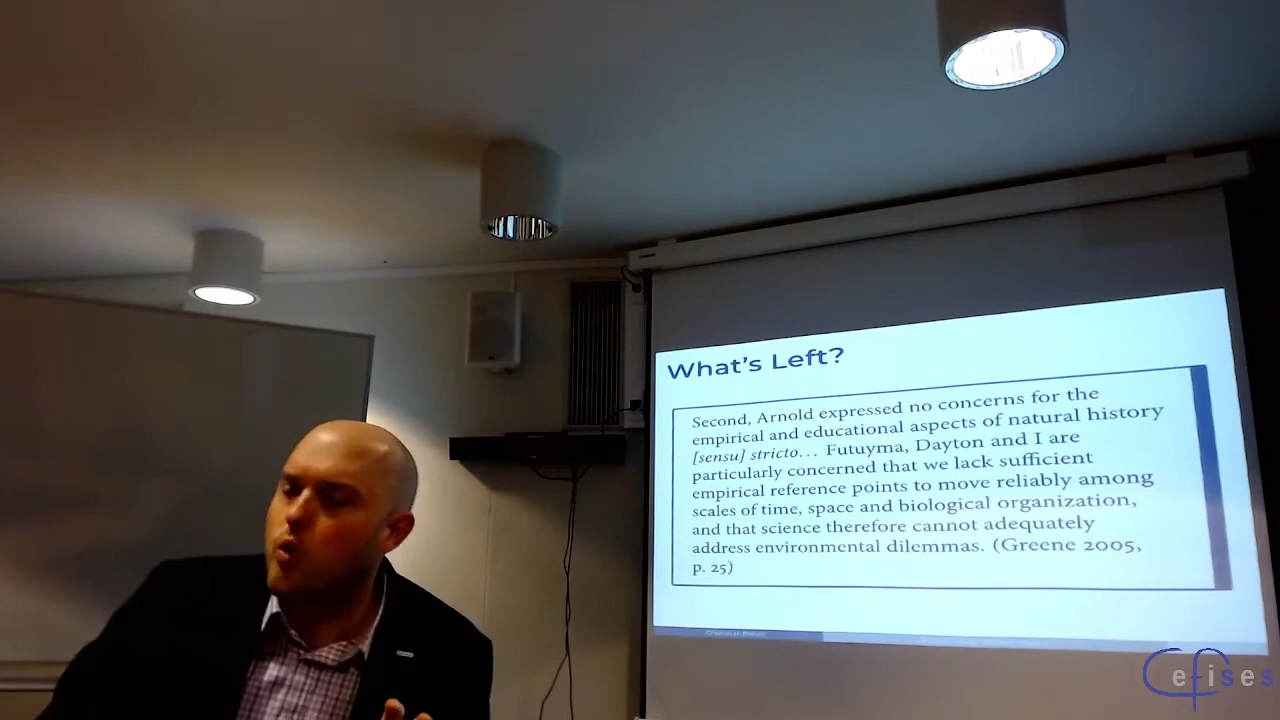 What's Left?
Second, Arnold expressed no concerns for the
empirical and educational aspects of natural history
[sensu] stricto... Futuyma, Dayton and I are
particularly concerned that we lack sufficient
empirical reference points to move reliably among
scales of time, space and biological organization,
and that science therefore cannot adequately
address environmental dilemmas. (Greene 2005,
p. 25)
Cefises